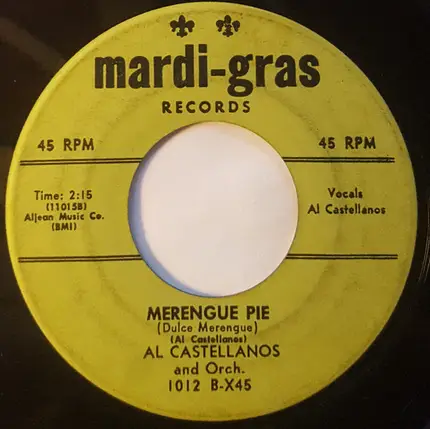 mardi-gras
RECORDS
45 RPM
45 RPM
Time: 2:15
(11015B)
Aljean Music Co.
(BMI)
Vocals
Al Castellanos
MERENGUE PIE
(Dulce Merengue)
(Al Castellanos)
AL CASTELLANOS
and Orch.
1012 B-X45